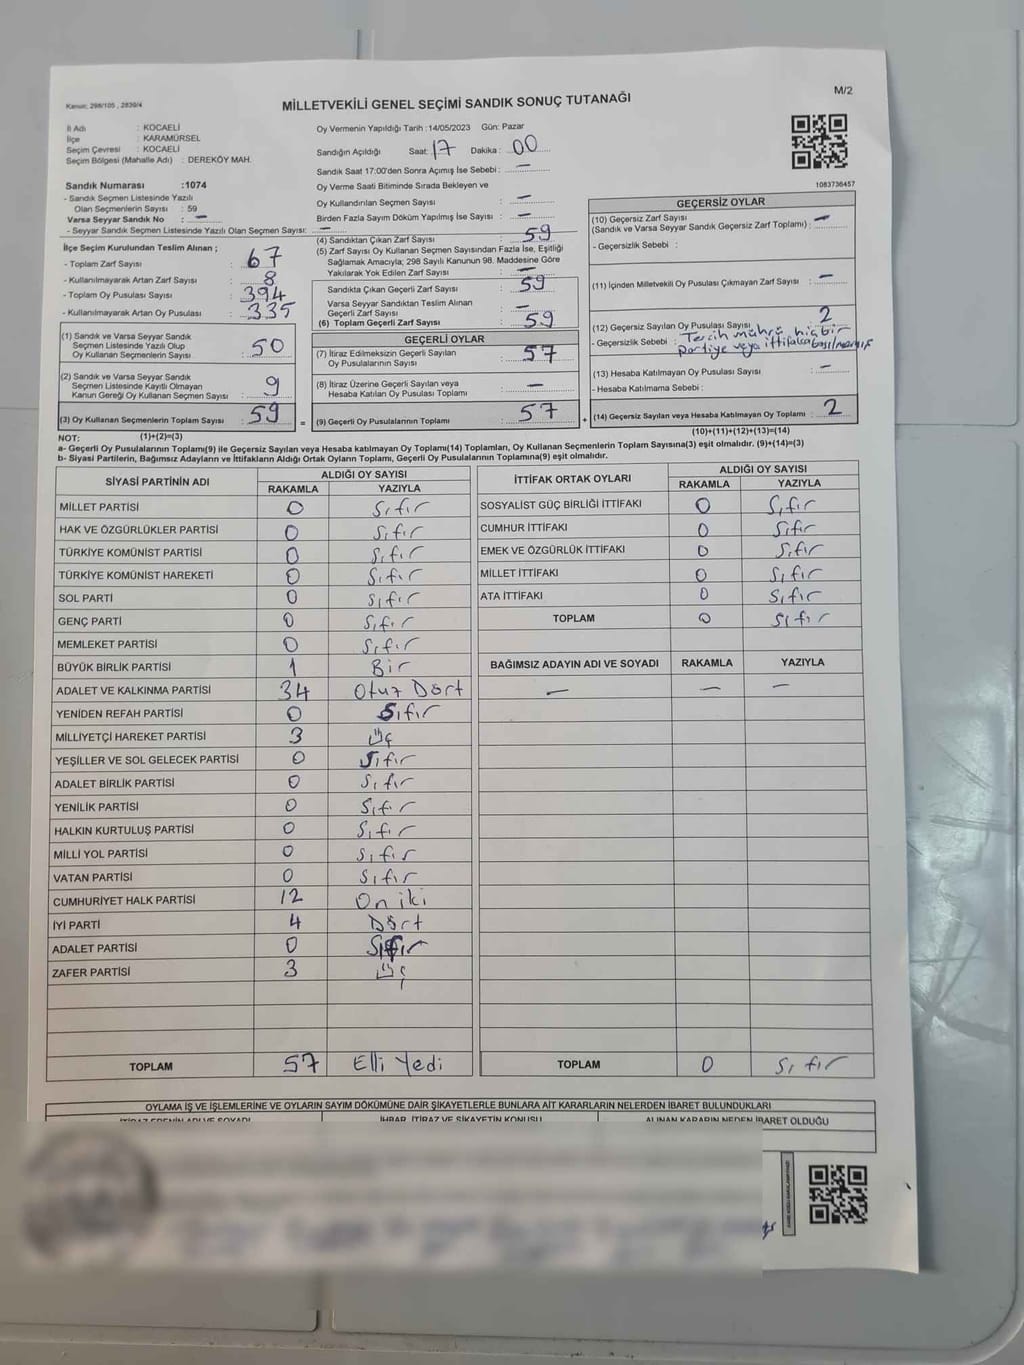 Kanun: 298/105 , 2839/4
MİLLETVEKİLİ GENEL SEÇİMİ SANDIK SONUÇ TUTANAĞI
M/2
İl Adı : KOCAELİ
İlçe : KARAMÜRSEL
Seçim Çevresi : KOCAELİ
Seçim Bölgesi (Mahalle Adı) : DEREKÖY MAH.
Sandık Numarası :1074
- Sandık Seçmen Listesinde Yazılı
Olan Seçmenlerin Sayısı : 59
Varsa Seyyar Sandık No : —
- Seyyar Sandık Seçmen Listesinde Yazılı Olan Seçmen Sayısı: —
İlçe Seçim Kurulundan Teslim Alınan ;
- Toplam Zarf Sayısı : 67
- Kullanılmayarak Artan Zarf Sayısı : 8
- Toplam Oy Pusulası Sayısı : 394
- Kullanılmayarak Artan Oy Pusulası : 335
(1) Sandık ve Varsa Seyyar Sandık
Seçmen Listesinde Yazılı Olup
Oy Kullanan Seçmenlerin Sayısı : 50
(2) Sandık ve Varsa Seyyar Sandık
Seçmen Listesinde Kayıtlı Olmayan
Kanun Gereği Oy Kullanan Seçmen Sayısı : 9
(3) Oy Kullanan Seçmenlerin Toplam Sayısı : 59
Oy Vermenin Yapıldığı Tarih :14/05/2023 Gün: Pazar
Sandığın Açıldığı Saat: 17 Dakika : 00
Sandık Saat 17:00'den Sonra Açımış İse Sebebi : —
Oy Verme Saati Bitiminde Sırada Bekleyen ve
Oy Kullandırılan Seçmen Sayısı : —
Birden Fazla Sayım Döküm Yapılmış İse Sayısı : —
(4) Sandıktan Çıkan Zarf Sayısı : 59
(5) Zarf Sayısı Oy Kullanan Seçmen Sayısından Fazla İse, Eşitliği
Sağlamak Amacıyla; 298 Sayılı Kanunun 98. Maddesine Göre
Yakılarak Yok Edilen Zarf Sayısı : —
Sandıkta Çıkan Geçerli Zarf Sayısı : 59
Varsa Seyyar Sandıktan Teslim Alınan
Geçerli Zarf Sayısı : —
(6) Toplam Geçerli Zarf Sayısı : 59
GEÇERLİ OYLAR
(7) İtiraz Edilmeksizin Geçerli Sayılan
Oy Pusulalarının Sayısı : 57
(8) İtiraz Üzerine Geçerli Sayılan veya
Hesaba Katılan Oy Pusulası Toplamı : —
= (9) Geçerli Oy Pusulalarının Toplamı : 57 +
1083736457
GEÇERSİZ OYLAR
(10) Geçersiz Zarf Sayısı
(Sandık ve Varsa Seyyar Sandık Geçersiz Zarf Toplamı) : —
- Geçersizlik Sebebi :
(11) İçinden Milletvekili Oy Pusulası Çıkmayan Zarf Sayısı : —
(12) Geçersiz Sayılan Oy Pusulası Sayısı : 2
- Geçersizlik Sebebi : Tercih mührü hiçbir
partiye veya ittifaka basılmamış
(13) Hesaba Katılmayan Oy Pusulası Sayısı : —
- Hesaba Katılmama Sebebi :
(14) Geçersiz Sayılan veya Hesaba Katılmayan Oy Toplamı : 2
NOT: (1)+(2)=(3) (10)+(11)+(12)+(13)=(14)
a- Geçerli Oy Pusulalarının Toplamı(9) ile Geçersiz Sayılan veya Hesaba katılmayan Oy Toplamı(14) Toplamları, Oy Kullanan Seçmenlerin Toplam Sayısına(3) eşit olmalıdır. (9)+(14)=(3)
b- Siyasi Partilerin, Bağımsız Adayların ve İttifakların Aldığı Oyların Toplamı, Geçerli Oy Pusulalarının Toplamına(9) eşit olmalıdır.
SİYASİ PARTİNİN ADI ALDIĞI OY SAYISI
RAKAMLA YAZIYLA
MİLLET PARTİSİ 0 Sıfır
HAK VE ÖZGÜRLÜKLER PARTİSİ 0 Sıfır
TÜRKİYE KOMÜNİST PARTİSİ 0 Sıfır
TÜRKİYE KOMÜNİST HAREKETİ 0 Sıfır
SOL PARTİ 0 Sıfır
GENÇ PARTİ 0 Sıfır
MEMLEKET PARTİSİ 0 Sıfır
BÜYÜK BİRLİK PARTİSİ 1 Bir
ADALET VE KALKINMA PARTİSİ 34 Otuz Dört
YENİDEN REFAH PARTİSİ 0 Sıfır
MİLLİYETÇİ HAREKET PARTİSİ 3 Üç
YEŞİLLER VE SOL GELECEK PARTİSİ 0 Sıfır
ADALET BİRLİK PARTİSİ 0 Sıfır
YENİLİK PARTİSİ 0 Sıfır
HALKIN KURTULUŞ PARTİSİ 0 Sıfır
MİLLİ YOL PARTİSİ 0 Sıfır
VATAN PARTİSİ 0 Sıfır
CUMHURİYET HALK PARTİSİ 12 On iki
İYİ PARTİ 4 Dört
ADALET PARTİSİ 0 Sıfır
ZAFER PARTİSİ 3 Üç
TOPLAM 57 Elli Yedi
İTTİFAK ORTAK OYLARI ALDIĞI OY SAYISI
RAKAMLA YAZIYLA
SOSYALİST GÜÇ BİRLİĞİ İTTİFAKI 0 Sıfır
CUMHUR İTTİFAKI 0 Sıfır
EMEK VE ÖZGÜRLÜK İTTİFAKI 0 Sıfır
MİLLET İTTİFAKI 0 Sıfır
ATA İTTİFAKI 0 Sıfır
TOPLAM 0 Sıfır
BAĞIMSIZ ADAYIN ADI VE SOYADI RAKAMLA YAZIYLA
— — —
TOPLAM 0 Sıfır
OYLAMA İŞ VE İŞLEMLERİNE VE OYLARIN SAYIM DÖKÜMÜNE DAİR ŞİKAYETLERLE BUNLARA AİT KARARLARIN NELERDEN İBARET BULUNDUKLARI
İTİRAZ EDENİN ADI VE SOYADI İHBAR, İTİRAZ VE ŞİKAYETİN KONUSU ALINAN KARARIN NEDEN İBARET OLDUĞU